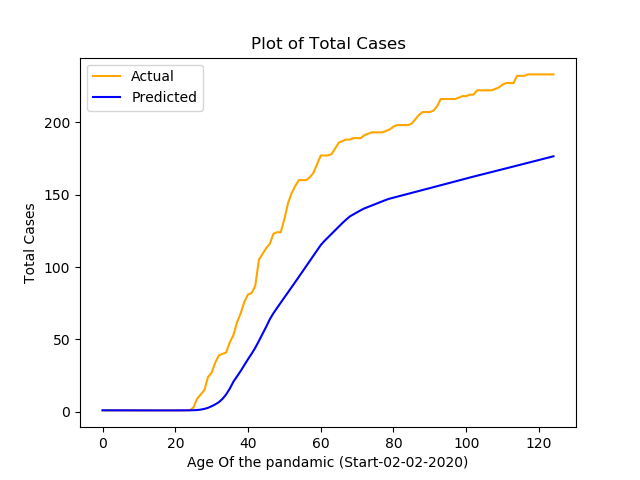 Plot of Total Cases
Actual
Predicted
200
150
100
50
0
Total Cases
0 20 40 60 80 100 120
Age Of the pandamic (Start-02-02-2020)